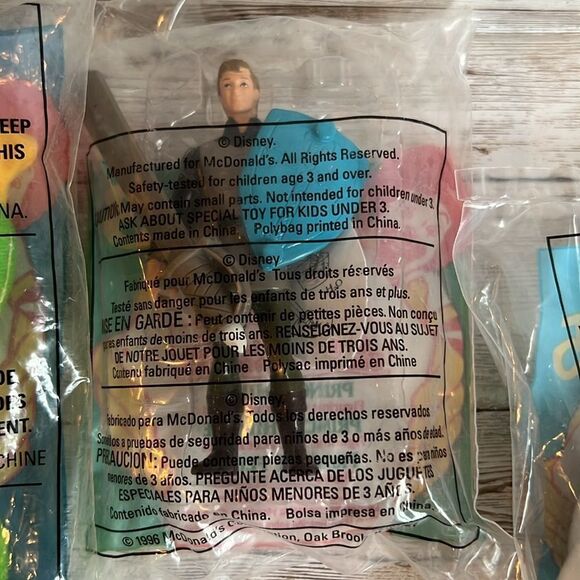 EEP
HIS
NA.
DE
DES
ENT.
CHINE
© Disney.
Manufactured for McDonald's. All Rights Reserved.
Safety-tested for children age 3 and over.
May contain small parts. Not intended for children under 3.
ASK ABOUT SPECIAL TOY FOR KIDS UNDER 3.
Contents made in China. Polybag printed in China.
© Disney
Fabriqué pour McDonald's Tous droits réservés
Testé sans danger pour les enfants de trois ans et plus.
MISE EN GARDE : Peut contenir de petites pièces. Non conçu
pour enfants de moins de trois ans. RENSEIGNEZ-VOUS AU SUJET
DE NOTRE JOUET POUR LES MOINS DE TROIS ANS.
Contenu fabriqué en Chine Polysac imprimé en Chine
© Disney.
Fabricado para McDonald's. Todos los derechos reservados
Sometidos a pruebas de seguridad para niños de 3 o más años de edad.
PRECAUCION: Puede contener piezas pequeñas. No es para niños
menores de 3 años. PREGUNTE ACERCA DE LOS JUGUETES
ESPECIALES PARA NIÑOS MENORES DE 3 AÑOS.
Contenido fabricado en China. Bolsa impresa en China.
© 1996 McDonald's Corporation, Oak Brook